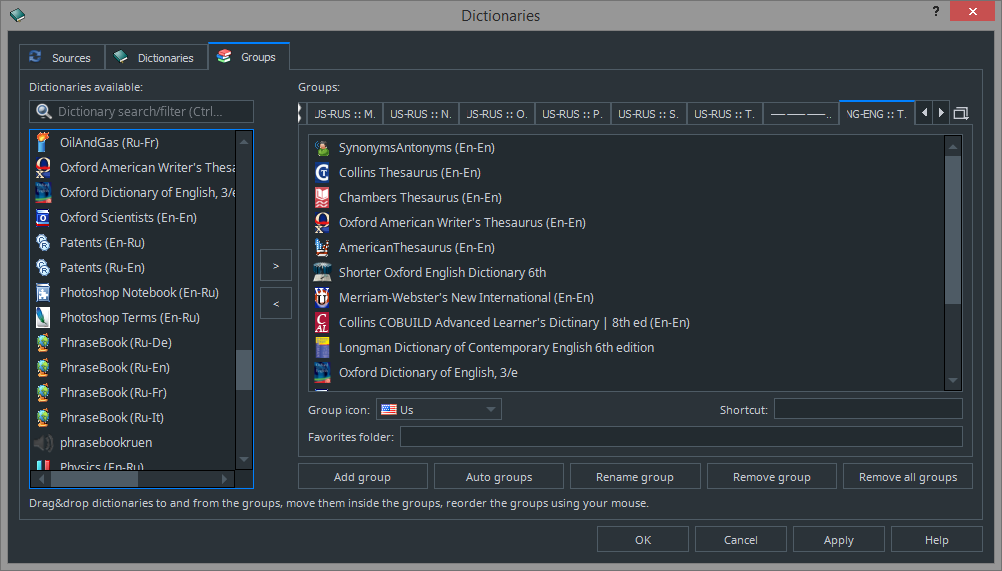 Dictionaries
?
Sources
Dictionaries
Groups
Dictionaries available:
Dictionary search/filter (Ctrl...
OilAndGas (Ru-Fr)
Oxford American Writer's Thesa
Oxford Dictionary of English, 3/e
Oxford Scientists (En-En)
Patents (En-Ru)
Patents (Ru-En)
Photoshop Notebook (En-Ru)
Photoshop Terms (En-Ru)
PhraseBook (Ru-De)
PhraseBook (Ru-En)
PhraseBook (Ru-Fr)
PhraseBook (Ru-It)
phrasebookruen
Physics (En-Ru)
>
<
Groups:
JS-RUS :: M.
US-RUS :: N.
JS-RUS :: O.
US-RUS :: P.
US-RUS :: S.
US-RUS :: T.
— — — ..
NG-ENG :: T.
SynonymsAntonyms (En-En)
Collins Thesaurus (En-En)
Chambers Thesaurus (En-En)
Oxford American Writer's Thesaurus (En-En)
AmericanThesaurus (En-En)
Shorter Oxford English Dictionary 6th
Merriam-Webster's New International (En-En)
Collins COBUILD Advanced Learner's Dictinary | 8th ed (En-En)
Longman Dictionary of Contemporary English 6th edition
Oxford Dictionary of English, 3/e
Group icon:
Us
Shortcut:
Favorites folder:
Add group
Auto groups
Rename group
Remove group
Remove all groups
Drag&drop dictionaries to and from the groups, move them inside the groups, reorder the groups using your mouse.
OK
Cancel
Apply
Help